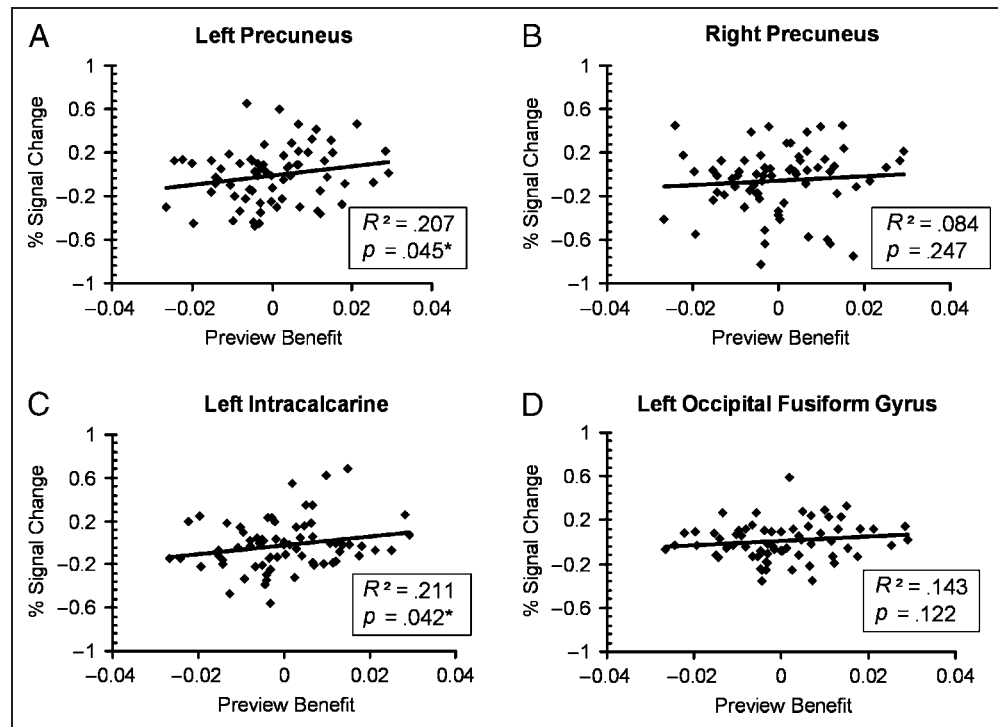 A
Left Precuneus
1
0.6
0.2
−0.2
−0.6
−1
% Signal Change
−0.04
−0.02
0
0.02
0.04
Preview Benefit
R² = .207
p = .045*
B
Right Precuneus
1
0.6
0.2
−0.2
−0.6
−1
% Signal Change
−0.04
−0.02
0
0.02
0.04
Preview Benefit
R² = .084
p = .247
C
Left Intracalcarine
1
0.6
0.2
−0.2
−0.6
−1
% Signal Change
−0.04
−0.02
0
0.02
0.04
Preview Benefit
R² = .211
p = .042*
D
Left Occipital Fusiform Gyrus
1
0.6
0.2
−0.2
−0.6
−1
% Signal Change
−0.04
−0.02
0
0.02
0.04
Preview Benefit
R² = .143
p = .122